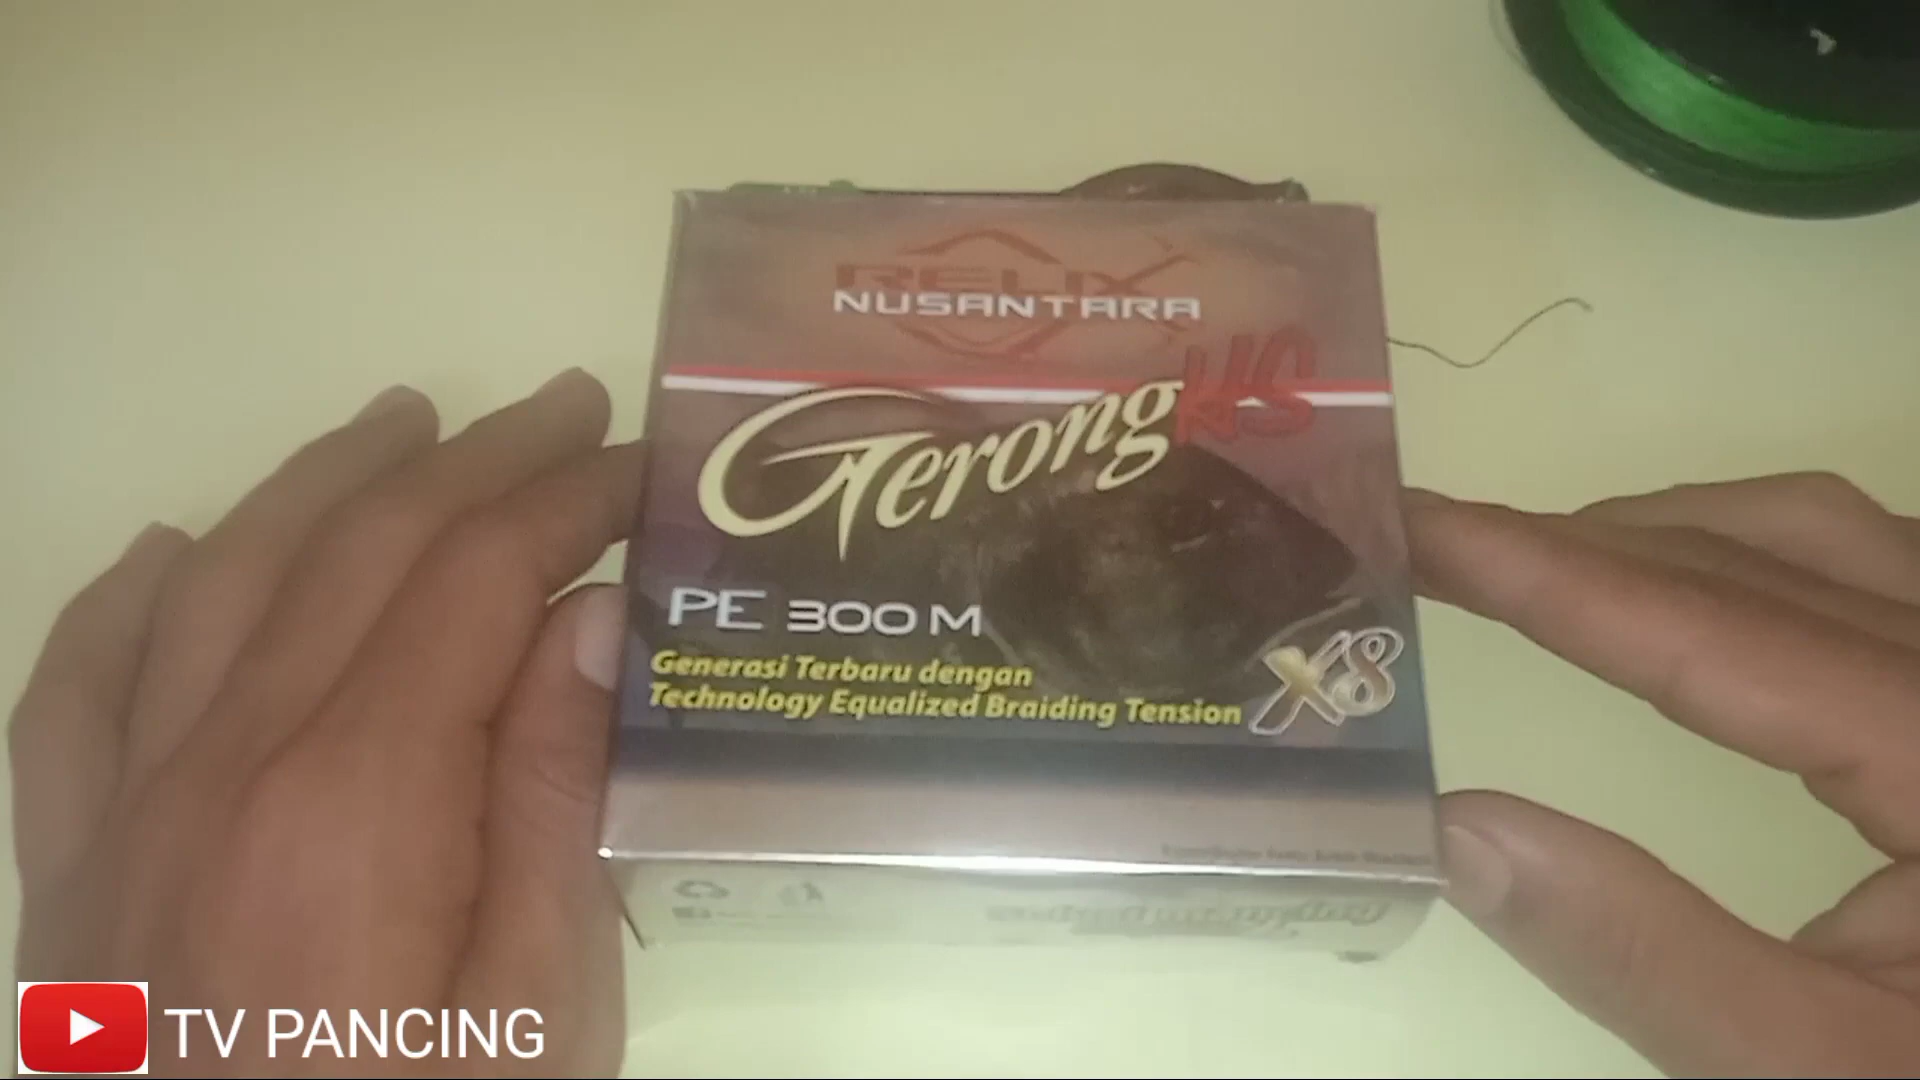 RELIX
NUSANTARA
Gerong HS
PE 300 M
Generasi Terbaru dengan
Technology Equalized Braiding Tension
X8
TV PANCING